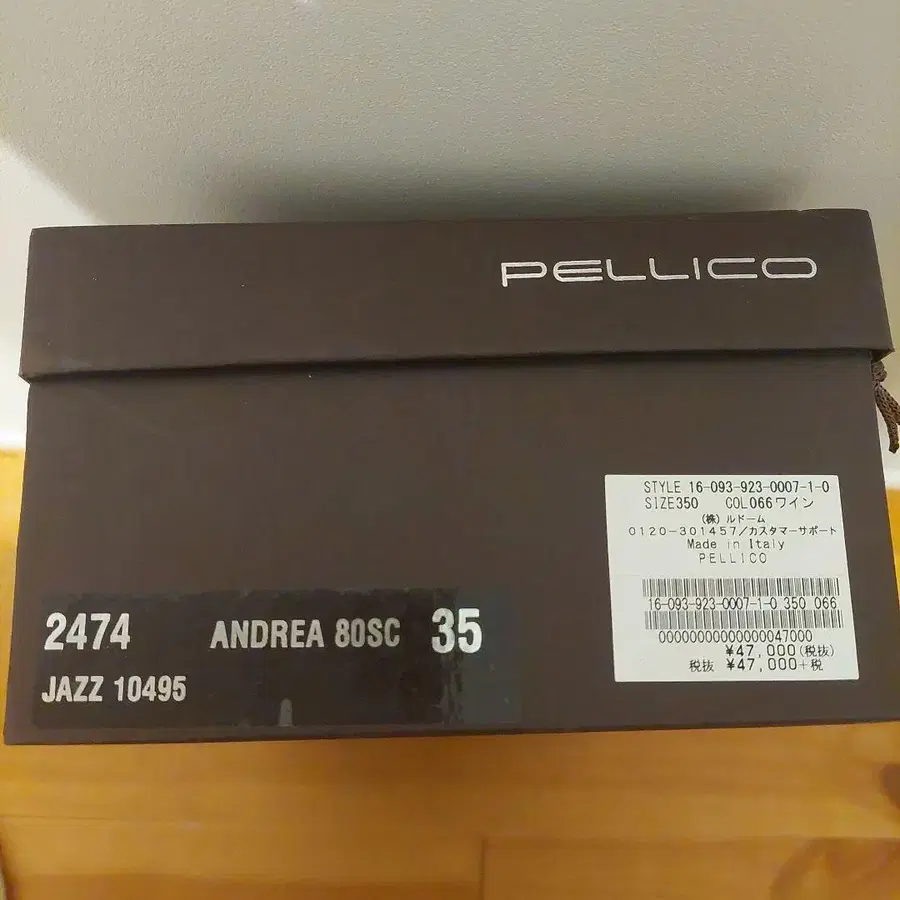 PELLICO
STYLE 16-093-923-0007-1-0
SIZE350 COL066ワイン
(株)ルドーム
0120-301457/カスタマーサポート
Made in Italy
PELLICO
16-093-923-0007-1-0 350 066
00000000000000047000
¥47,000(税抜)
税抜 ¥47,000+税
2474 ANDREA 80SC 35
JAZZ 10495